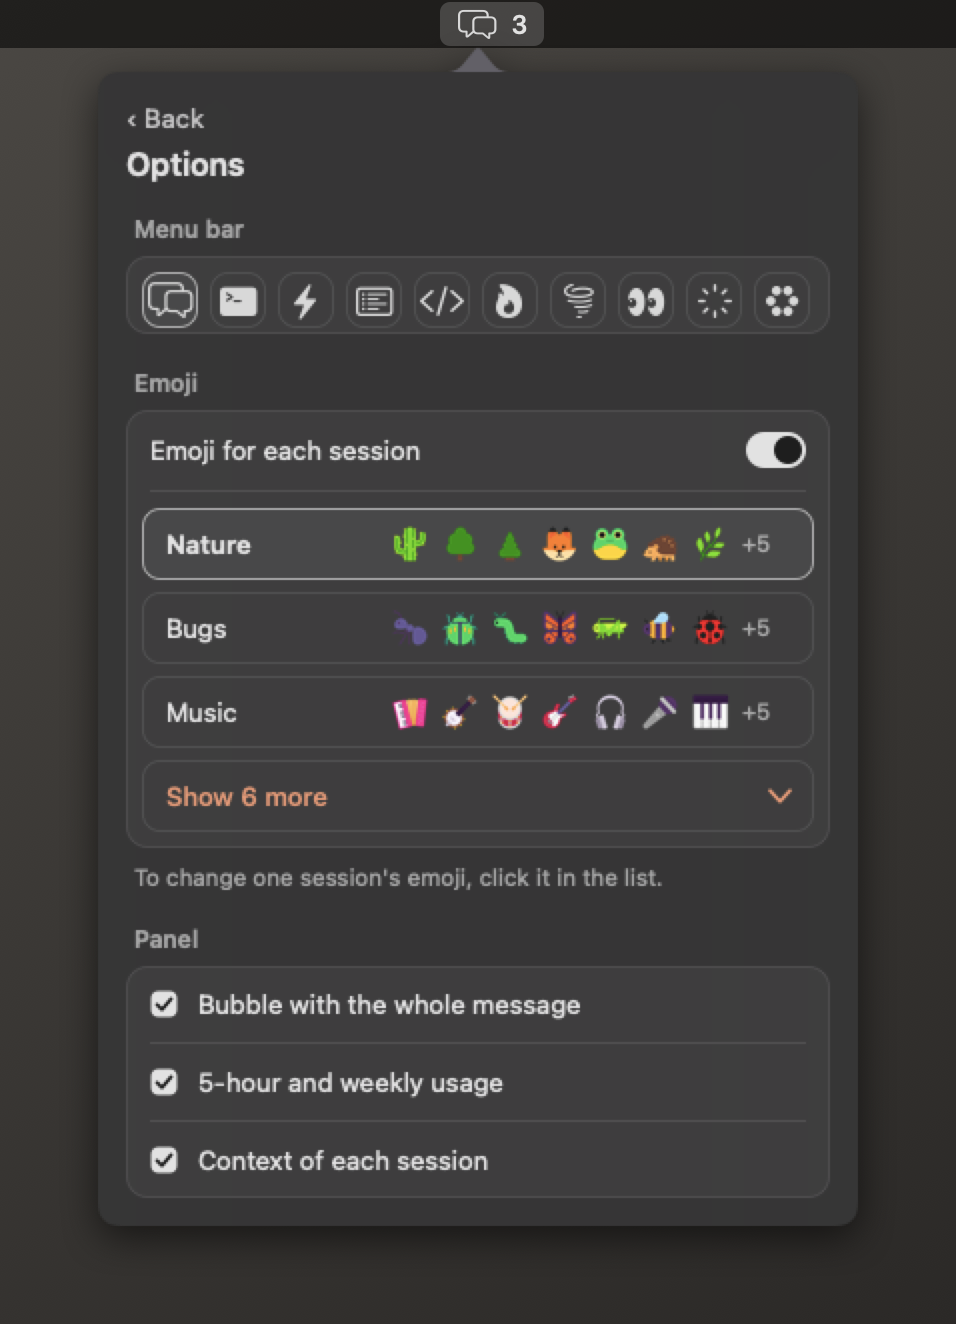 3
‹ Back
Options
Menu bar
>-
</>
Emoji
Emoji for each session
Nature +5
Bugs +5
Music +5
Show 6 more
To change one session's emoji, click it in the list.
Panel
Bubble with the whole message
5-hour and weekly usage
Context of each session